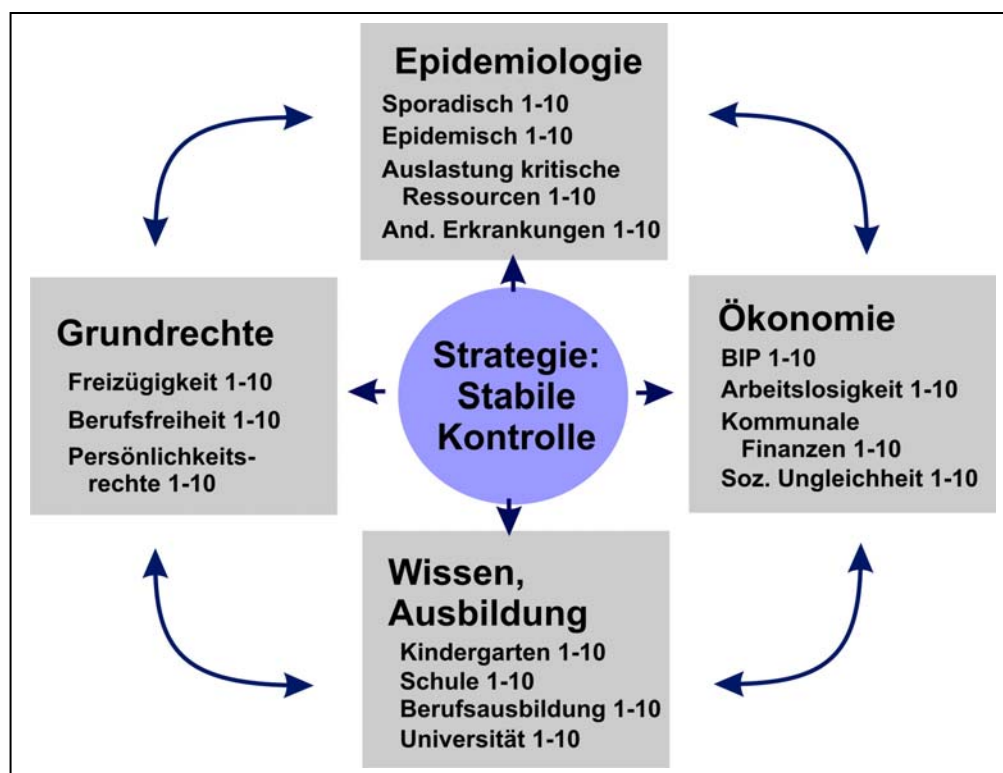 Epidemiologie
Sporadisch 1-10
Epidemisch 1-10
Auslastung kritische
Ressourcen 1-10
And. Erkrankungen 1-10
Grundrechte
Freizügigkeit 1-10
Berufsfreiheit 1-10
Persönlichkeits-
rechte 1-10
Strategie:
Stabile
Kontrolle
Ökonomie
BIP 1-10
Arbeitslosigkeit 1-10
Kommunale
Finanzen 1-10
Soz. Ungleichheit 1-10
Wissen,
Ausbildung
Kindergarten 1-10
Schule 1-10
Berufsausbildung 1-10
Universität 1-10